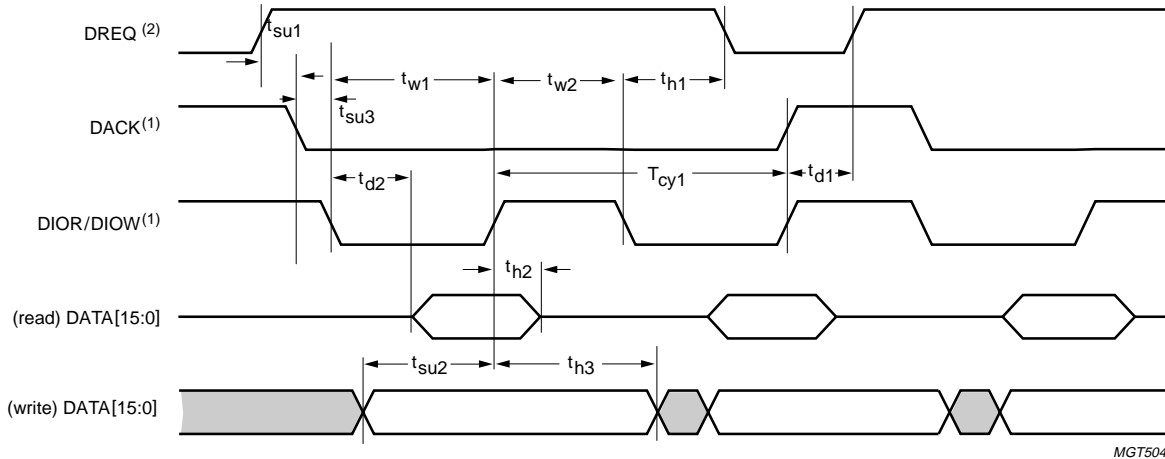 DREQ (2)
tsu1
tw1
tw2
th1
tsu3
DACK (1)
td2
Tcy1
td1
DIOR/DIOW (1)
th2
(read) DATA[15:0]
tsu2
th3
(write) DATA[15:0]
MGT504